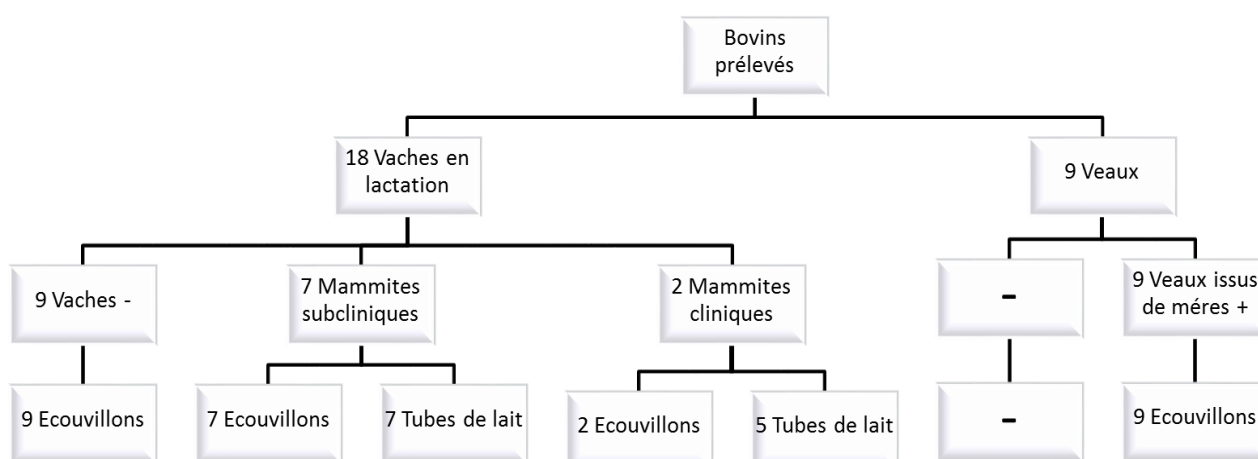 Bovins
prélevés
18 Vaches en
lactation
9 Veaux
9 Vaches -
7 Mammites
subcliniques
2 Mammites
cliniques
-
9 Veaux issus
de méres +
9 Ecouvillons
7 Ecouvillons
7 Tubes de lait
2 Ecouvillons
5 Tubes de lait
-
9 Ecouvillons